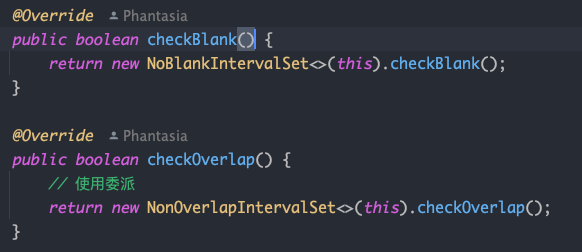 @Override Phantasia
public boolean checkBlank() {
return new NoBlankIntervalSet<>(this).checkBlank();
}
@Override Phantasia
public boolean checkOverlap() {
// 使用委派
return new NonOverlapIntervalSet<>(this).checkOverlap();
}